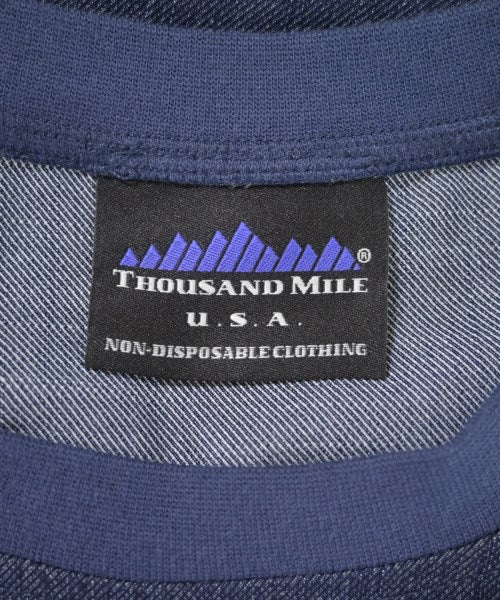 ®
THOUSAND MILE
U.S.A.
NON-DISPOSABLE CLOTHING